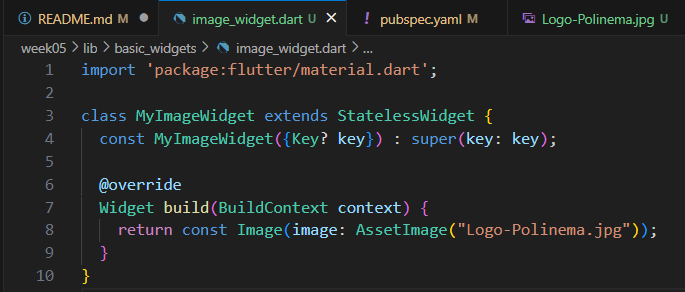 README.md M
image_widget.dart U
pubspec.yaml M
Logo-Polinema.jpg U
week05 > lib > basic_widgets > image_widget.dart > ...
1 import 'package:flutter/material.dart';
2
3 class MyImageWidget extends StatelessWidget {
4 const MyImageWidget({Key? key}) : super(key: key);
5
6 @override
7 Widget build(BuildContext context) {
8 return const Image(image: AssetImage("Logo-Polinema.jpg"));
9 }
10 }